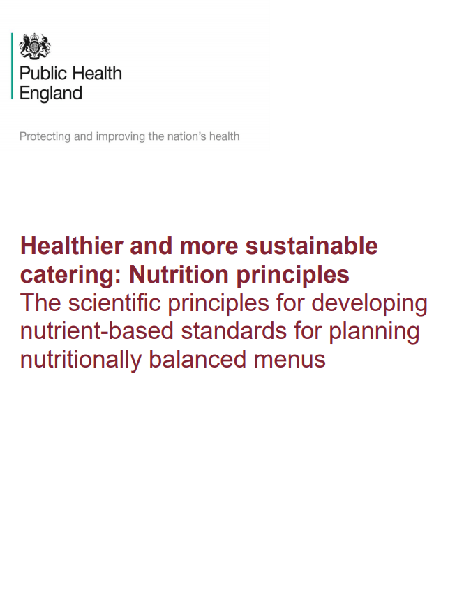 Public Health
England
Protecting and improving the nation's health
Healthier and more sustainable
catering: Nutrition principles
The scientific principles for developing
nutrient-based standards for planning
nutritionally balanced menus